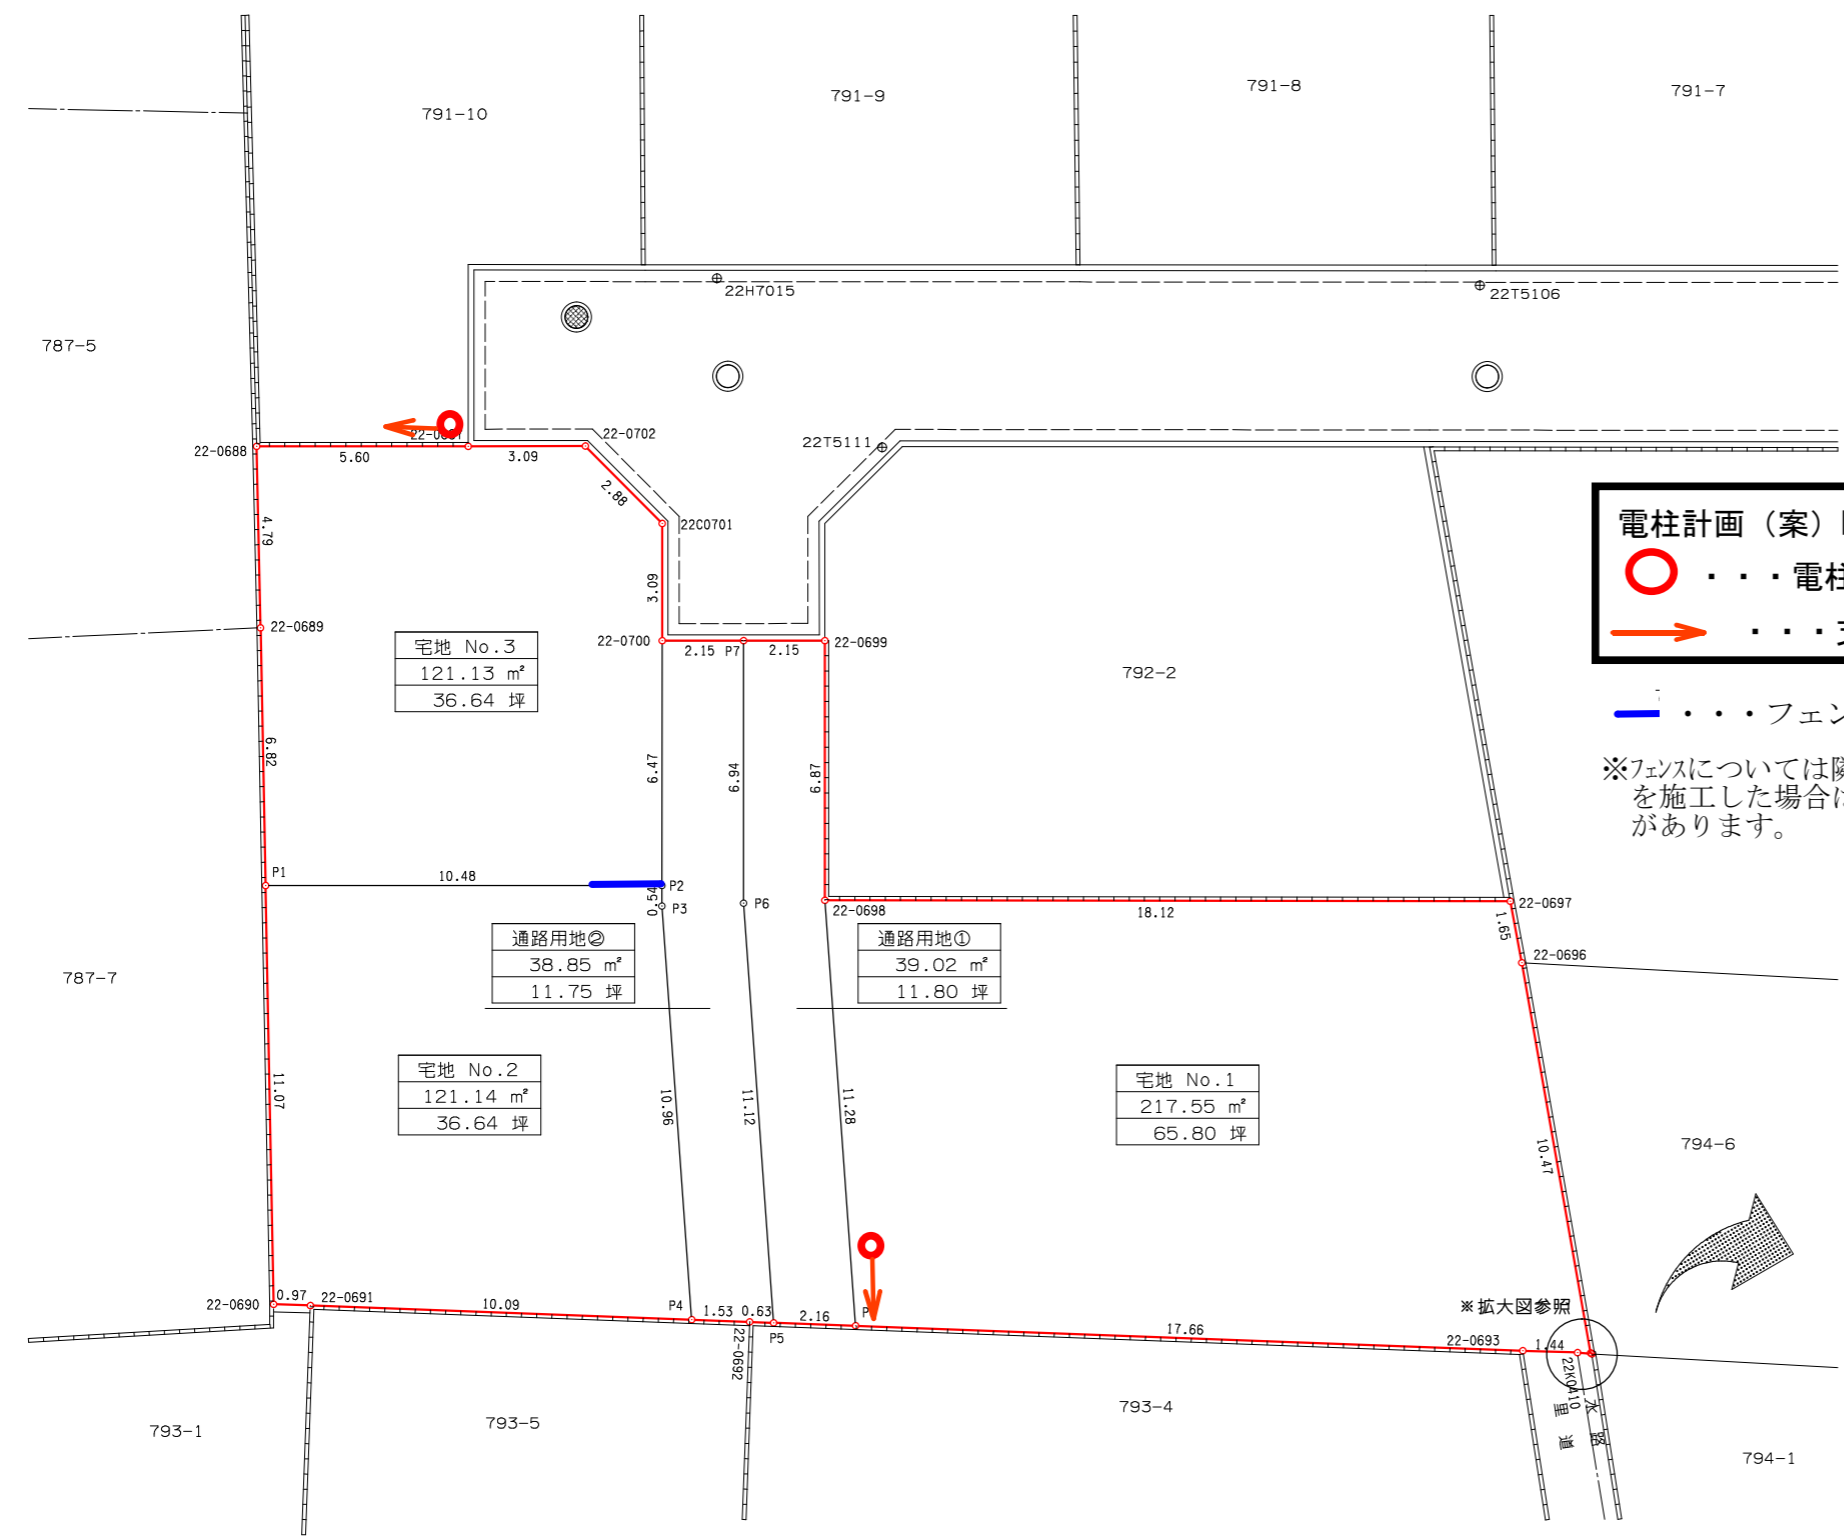 791-10
791-9
791-8
791-7
22H7015
22T5106
787-5
22-0688
5.60
3.09
22-0702
22T5111
2.88
22C0701
4.79
3.09
電柱計画（案）
・・・電柱
22-0689
22-0700
2.15
P7
2.15
22-0699
宅地 No.3
121.13 ㎡
36.64 坪
792-2
・・・フェン
6.82
6.47
6.94
6.87
※フェンスについては隣
を施工した場合は
があります。
P1
10.48
P2
0.54
P3
P6
22-0698
18.12
22-0697
1.65
22-0696
通路用地②
38.85 ㎡
11.75 坪
通路用地①
39.02 ㎡
11.80 坪
787-7
宅地 No.2
121.14 ㎡
36.64 坪
11.07
10.96
11.12
11.28
宅地 No.1
217.55 ㎡
65.80 坪
10.47
794-6
22-0690
0.97
22-0691
10.09
P4
1.53
0.63
P5
2.16
22-0692
17.66
※拡大図参照
22-0693
1.44
22K0410
水路
里道
793-1
793-5
793-4
794-1